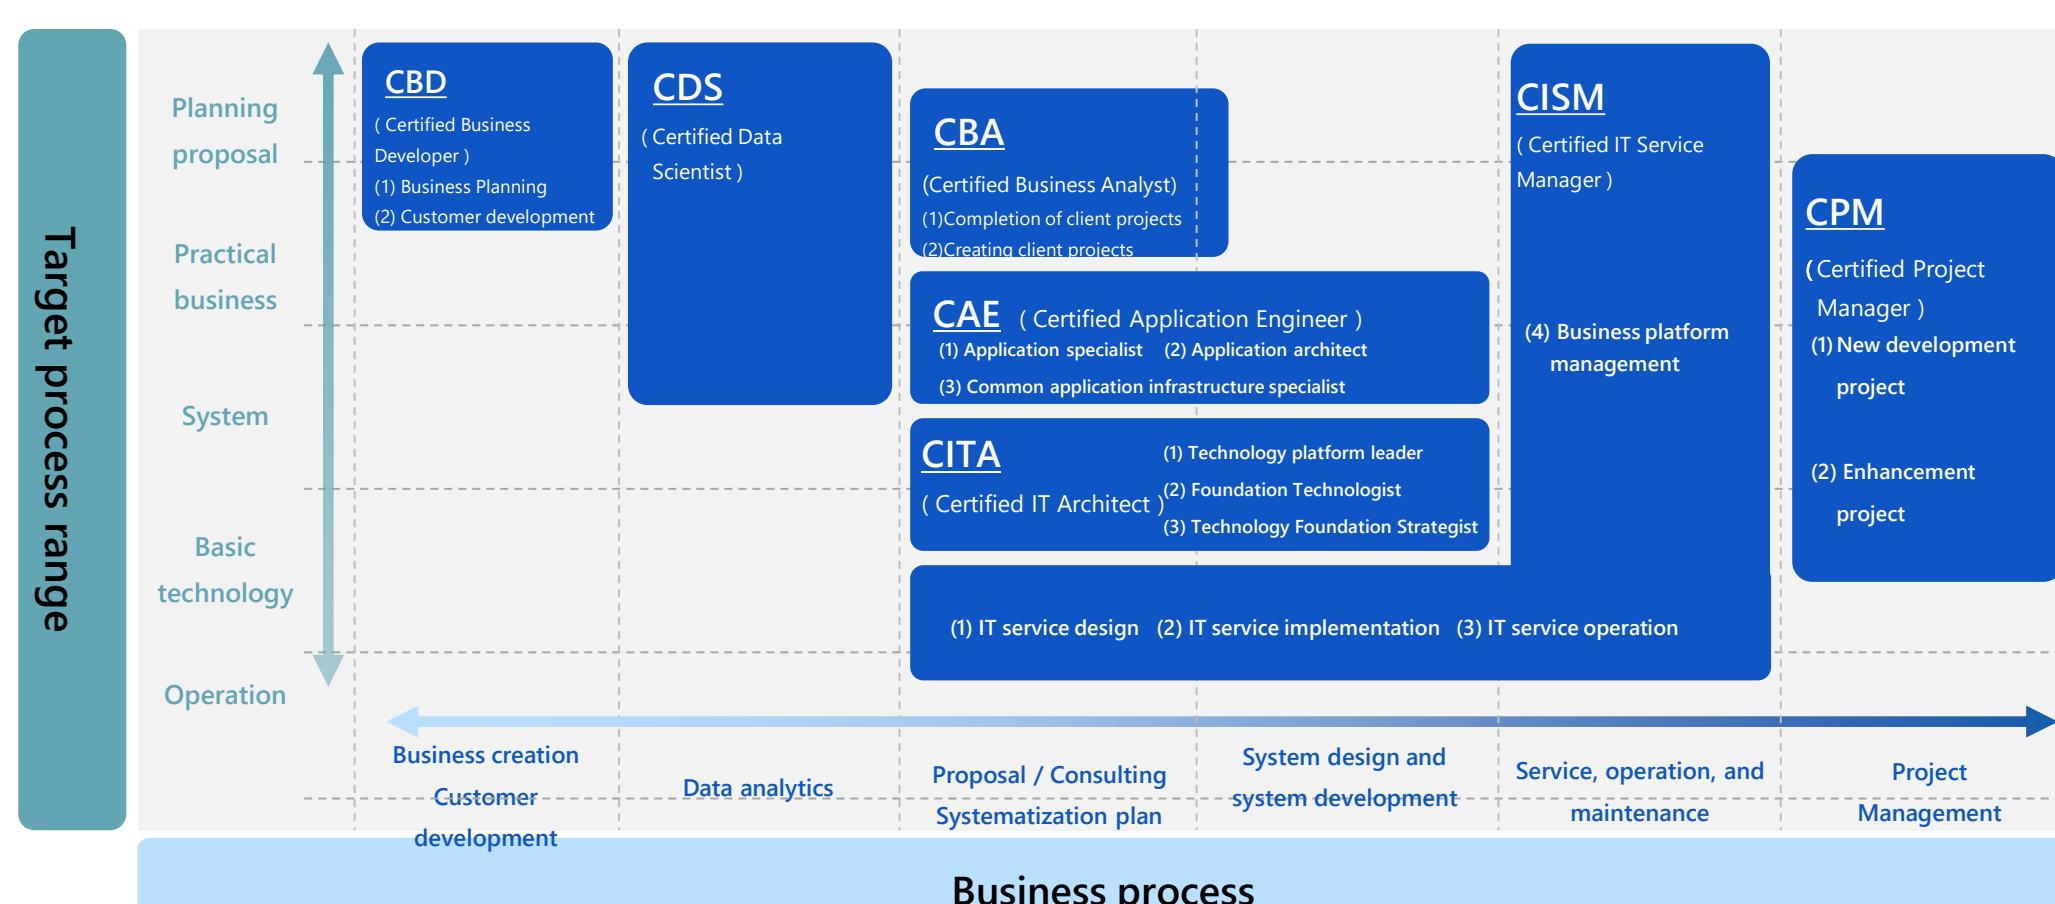 Target process range
Planning
proposal
Practical
business
System
Basic
technology
Operation
CBD
( Certified Business
Developer )
(1) Business Planning
(2) Customer development
CDS
( Certified Data
Scientist )
CBA
(Certified Business Analyst)
(1)Completion of client projects
(2)Creating client projects
CAE ( Certified Application Engineer )
(1) Application specialist (2) Application architect
(3) Common application infrastructure specialist
CITA
( Certified IT Architect )
(1) Technology platform leader
(2) Foundation Technologist
(3) Technology Foundation Strategist
CISM
( Certified IT Service
Manager )
(4) Business platform
management
(1) IT service design (2) IT service implementation (3) IT service operation
CPM
( Certified Project
Manager )
(1) New development
project
(2) Enhancement
project
Business creation
Customer
development
Data analytics
Proposal / Consulting
Systematization plan
System design and
system development
Service, operation, and
maintenance
Project
Management
Business process